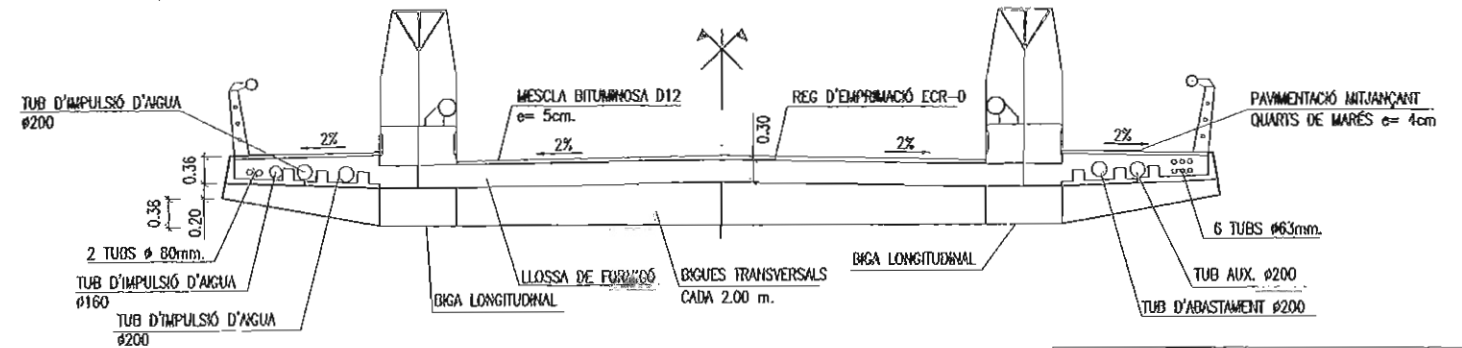 TUB D'IMPULSIÓ D'AIGUA
ø200
2%
MESCLA BITUMINOSA D12
e= 5cm.
2%
0.30
REG D'EMPRIMACIÓ ECR-0
2%
2%
PAVIMENTACIÓ MITJANÇANT
QUARTS DE MARÉS e= 4cm
0.36
0.38
0.20
2 TUBS ø 80mm.
TUB D'IMPULSIÓ D'AIGUA
ø160
TUB D'IMPULSIÓ D'AIGUA
ø200
BIGA LONGITUDINAL
LLOSSA DE FORMIGÓ
BIGUES TRANSVERSALS
CADA 2.00 m.
BIGA LONGITUDINAL
6 TUBS ø63mm.
TUB AUX. ø200
TUB D'ABASTAMENT ø200